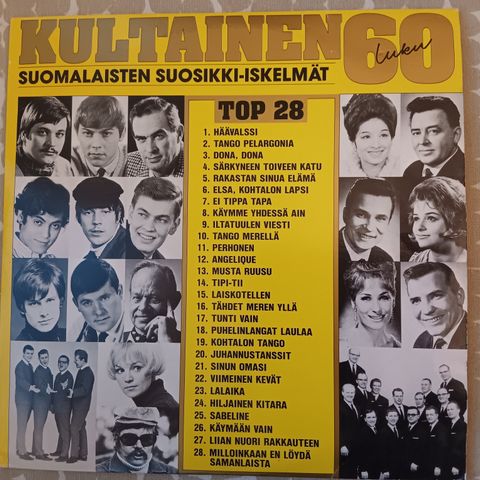 KULTAINEN 60 luku
SUOMALAISTEN SUOSIKKI-ISKELMÄT
TOP 28
1. HÄÄVALSSI
2. TANGO PELARGONIA
3. DONA, DONA
4. SÄRKYNEEN TOIVEEN KATU
5. RAKASTAN SINUA ELÄMÄ
6. ELSA, KOHTALON LAPSI
7. EI TIPPA TAPA
8. KÄYMME YHDESSÄ AIN
9. ILTATUULEN VIESTI
10. TANGO MERELLÄ
11. PERHONEN
12. ANGELIQUE
13. MUSTA RUUSU
14. TIPI-TII
15. LAISKOTELLEN
16. TÄHDET MEREN YLLÄ
17. TUNTI VAIN
18. PUHELINLANGAT LAULAA
19. KOHTALON TANGO
20. JUHANNUSTANSSIT
21. SINUN OMASI
22. VIIMEINEN KEVÄT
23. LALAIKA
24. HILJAINEN KITARA
25. SABELINE
26. KÄYMÄÄN VAIN
27. LIIAN NUORI RAKKAUTEEN
28. MILLOINKAAN EN LÖYDÄ
SAMANLAISTA